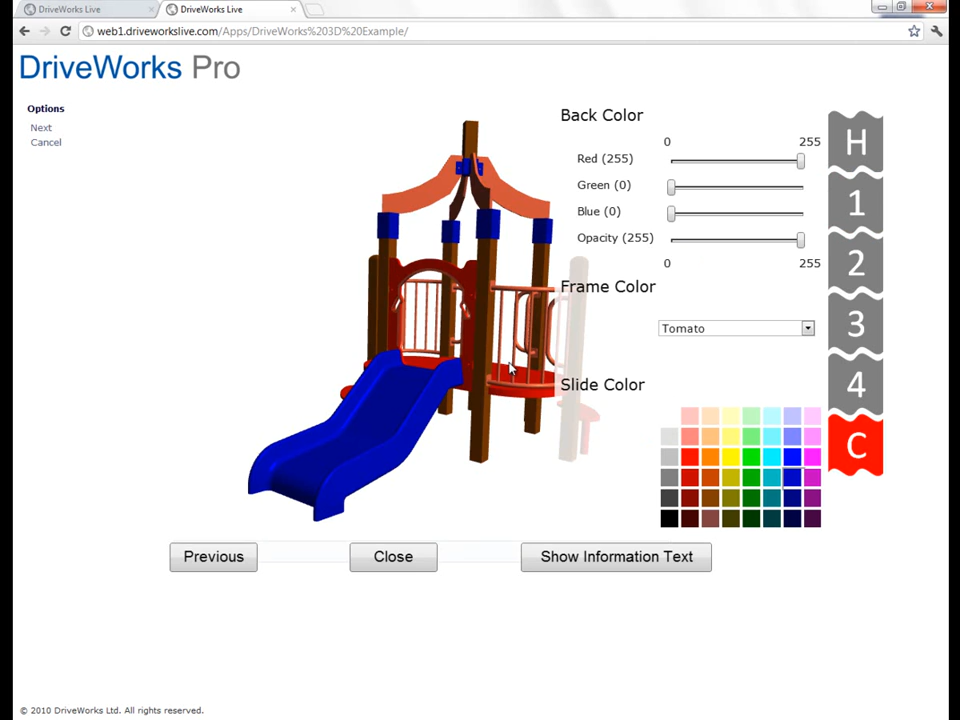 DriveWorks Live
DriveWorks Live
web1.driveworkslive.com/Apps/DriveWorks%203D%20Example/
DriveWorks Pro
Options
Next
Cancel
Back Color
0 255
Red (255)
Green (0)
Blue (0)
Opacity (255)
0 255
Frame Color
Tomato
Slide Color
H
1
2
3
4
C
Previous
Close
Show Information Text
© 2010 DriveWorks Ltd. All rights reserved.